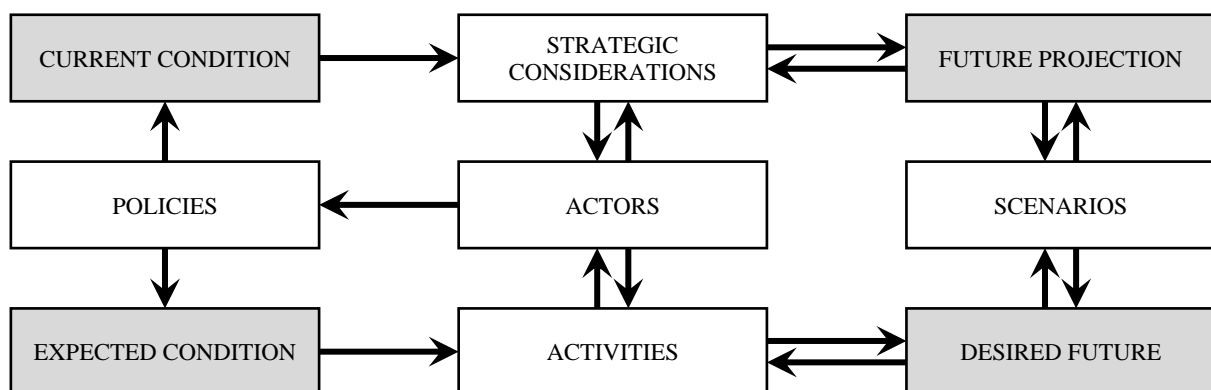 CURRENT CONDITION
STRATEGIC
CONSIDERATIONS
FUTURE PROJECTION
POLICIES
ACTORS
SCENARIOS
EXPECTED CONDITION
ACTIVITIES
DESIRED FUTURE